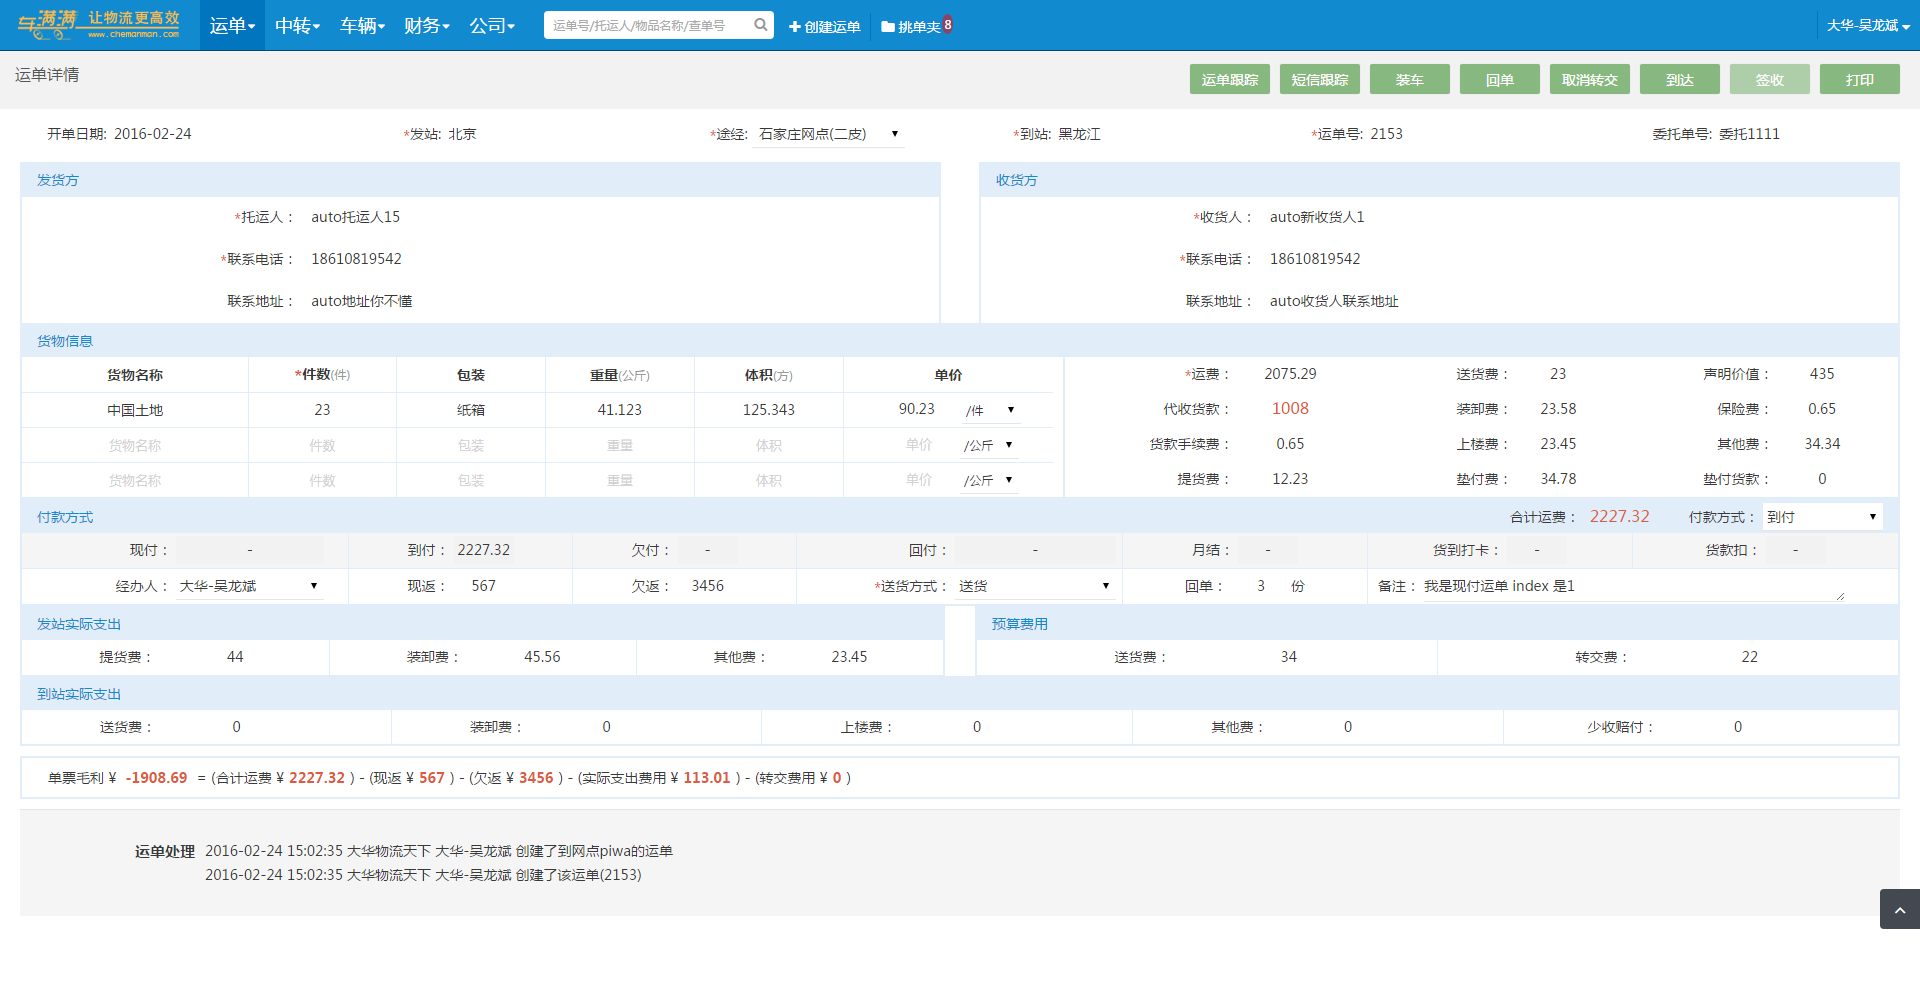 车满满 让物流更高效
www.chemanman.com
运单 中转 车辆 财务 公司 运单号/托运人/物品名称/查单号 创建运单 挑单夹 8 大华-吴龙斌
运单详情 运单跟踪 短信跟踪 装车 回单 取消转交 到达 签收 打印
开单日期: 2016-02-24 *发站: 北京 *途经: 石家庄网点(二皮) *到站: 黑龙江 *运单号: 2153 委托单号: 委托1111
发货方 收货方
*托运人： auto托运人15 *收货人： auto新收货人1
*联系电话： 18610819542 *联系电话： 18610819542
联系地址： auto地址你不懂 联系地址： auto收货人联系地址
货物信息
货物名称 *件数(件) 包装 重量(公斤) 体积(方) 单价 *运费： 2075.29 送货费： 23 声明价值： 435
中国土地 23 纸箱 41.123 125.343 90.23 /件 代收货款： 1008 装卸费： 23.58 保险费： 0.65
货物名称 件数 包装 重量 体积 单价 /公斤 货款手续费： 0.65 上楼费： 23.45 其他费： 34.34
货物名称 件数 包装 重量 体积 单价 /公斤 提货费： 12.23 垫付费： 34.78 垫付货款： 0
付款方式 合计运费： 2227.32 付款方式： 到付
现付： - 到付： 2227.32 欠付： - 回付： - 月结： - 货到打卡： - 货款扣： -
经办人： 大华-吴龙斌 现返： 567 欠返： 3456 *送货方式： 送货 回单： 3 份 备注： 我是现付运单 index 是1
发站实际支出 预算费用
提货费： 44 装卸费： 45.56 其他费： 23.45 送货费： 34 转交费： 22
到站实际支出
送货费： 0 装卸费： 0 上楼费： 0 其他费： 0 少收赔付： 0
单票毛利 ¥ -1908.69 = (合计运费 ¥ 2227.32 ) - (现返 ¥ 567 ) - (欠返 ¥ 3456 ) - (实际支出费用 ¥ 113.01 ) - (转交费用 ¥ 0 )
运单处理 2016-02-24 15:02:35 大华物流天下 大华-吴龙斌 创建了到网点piwa的运单
2016-02-24 15:02:35 大华物流天下 大华-吴龙斌 创建了该运单(2153)